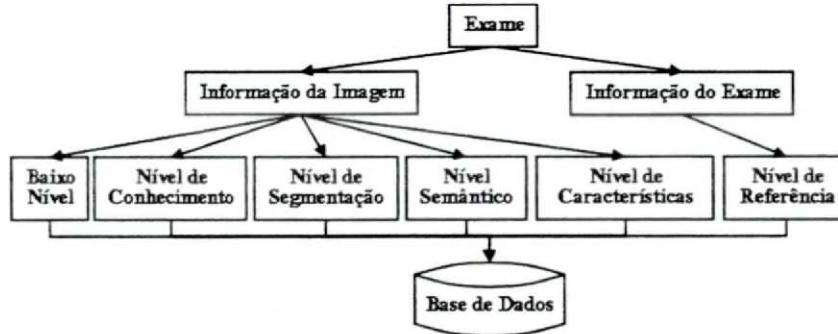 Exame
Informação da Imagem
Informação do Exame
Baixo
Nível
Nível de
Conhecimento
Nível de
Segmentação
Nível
Semântico
Nível de
Características
Nível de
Referência
Base de Dados